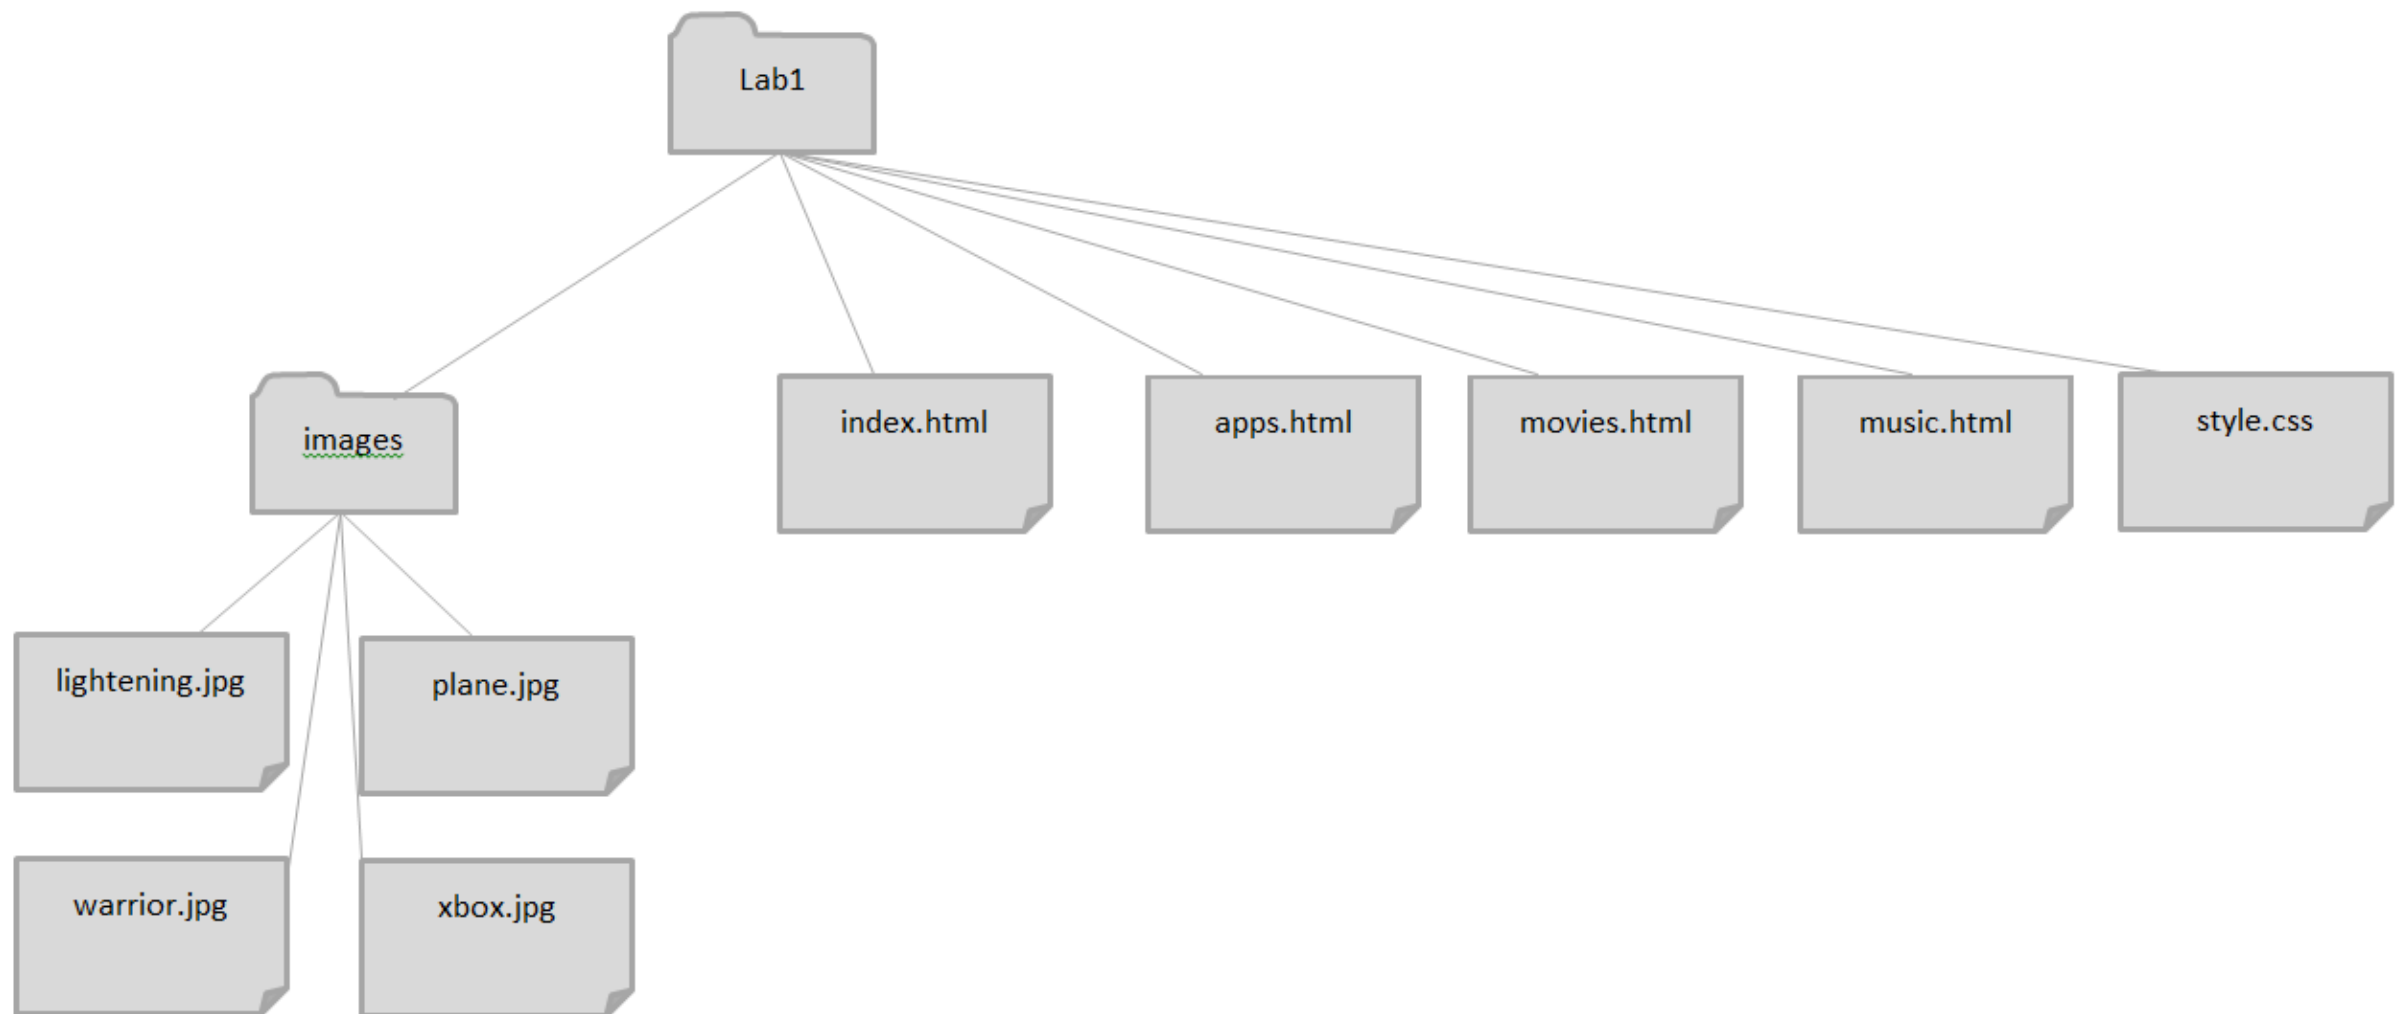 Lab1
images
index.html
apps.html
movies.html
music.html
style.css
lightening.jpg
plane.jpg
warrior.jpg
xbox.jpg